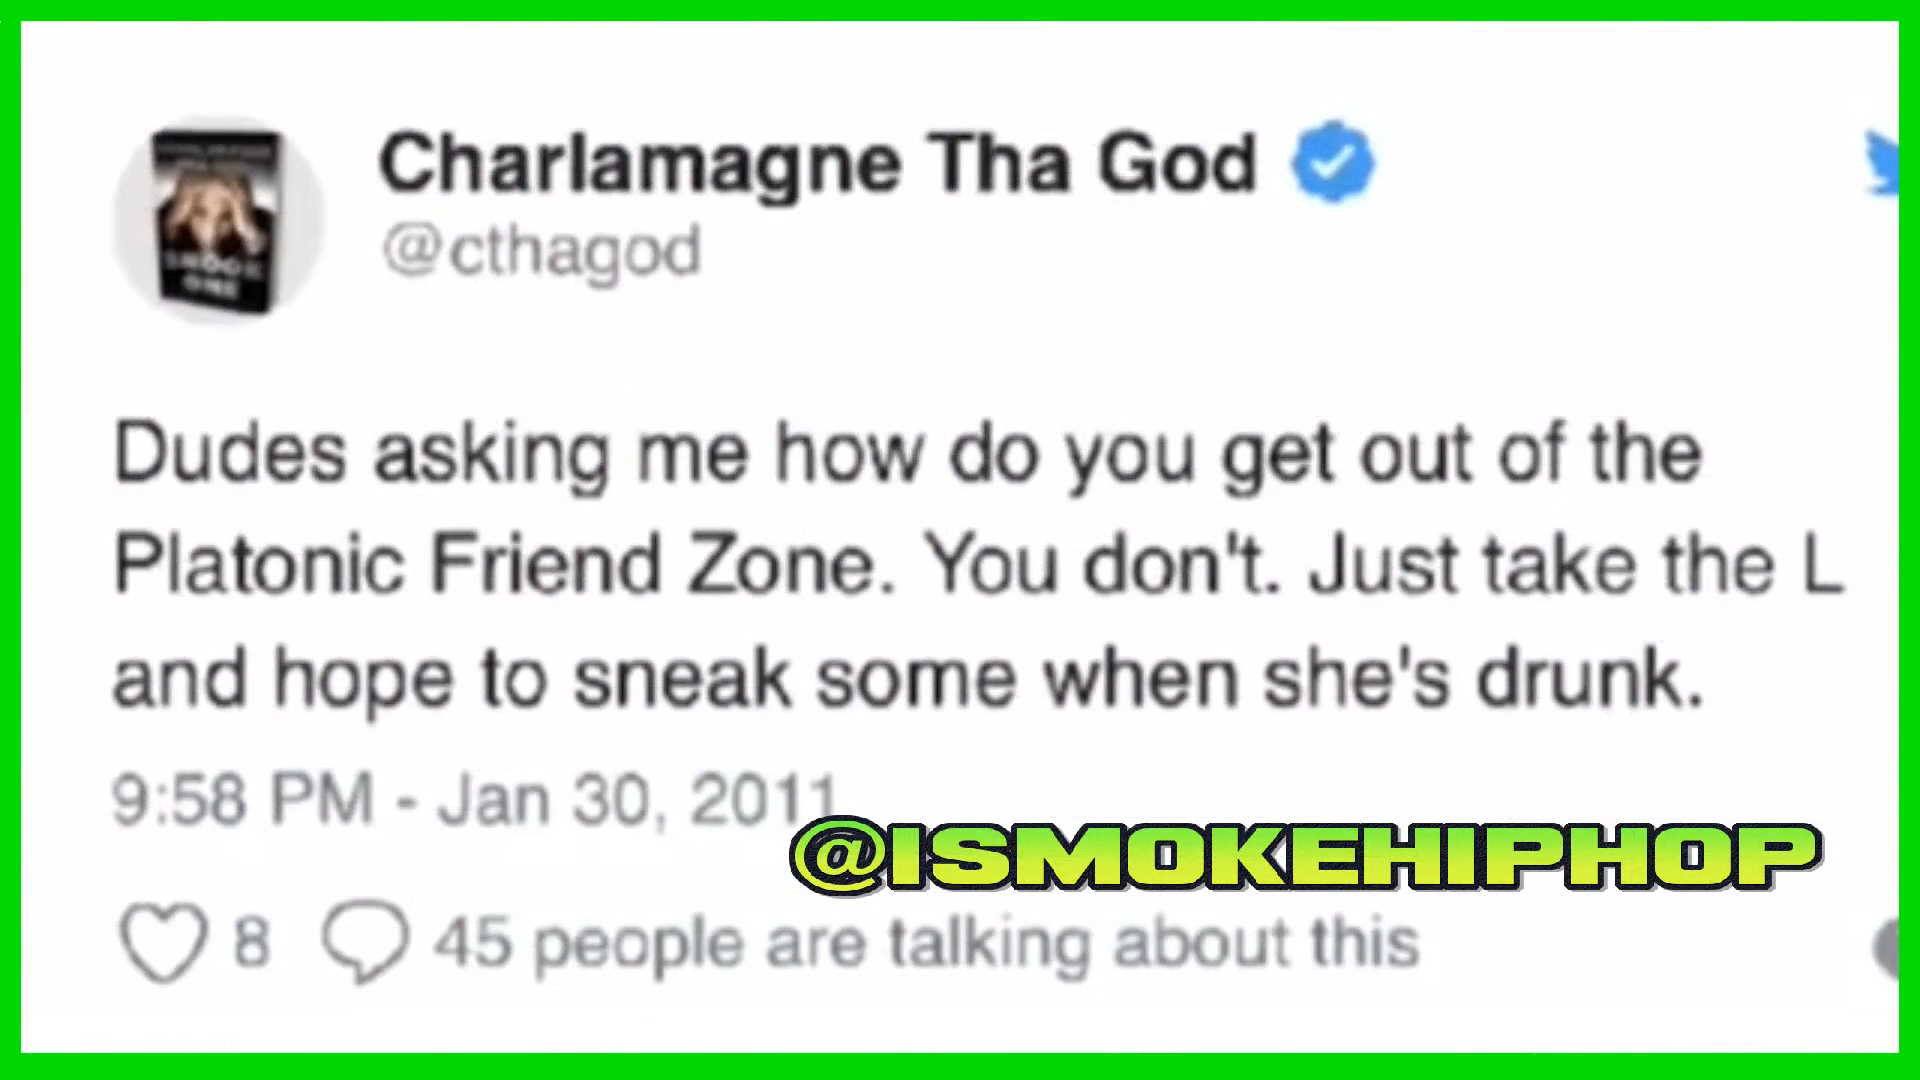 Charlamagne Tha God
@cthagod
Dudes asking me how do you get out of the
Platonic Friend Zone. You don't. Just take the L
and hope to sneak some when she's drunk.
9:58 PM - Jan 30, 2011
@ISMOKEHIPHOP
8 45 people are talking about this